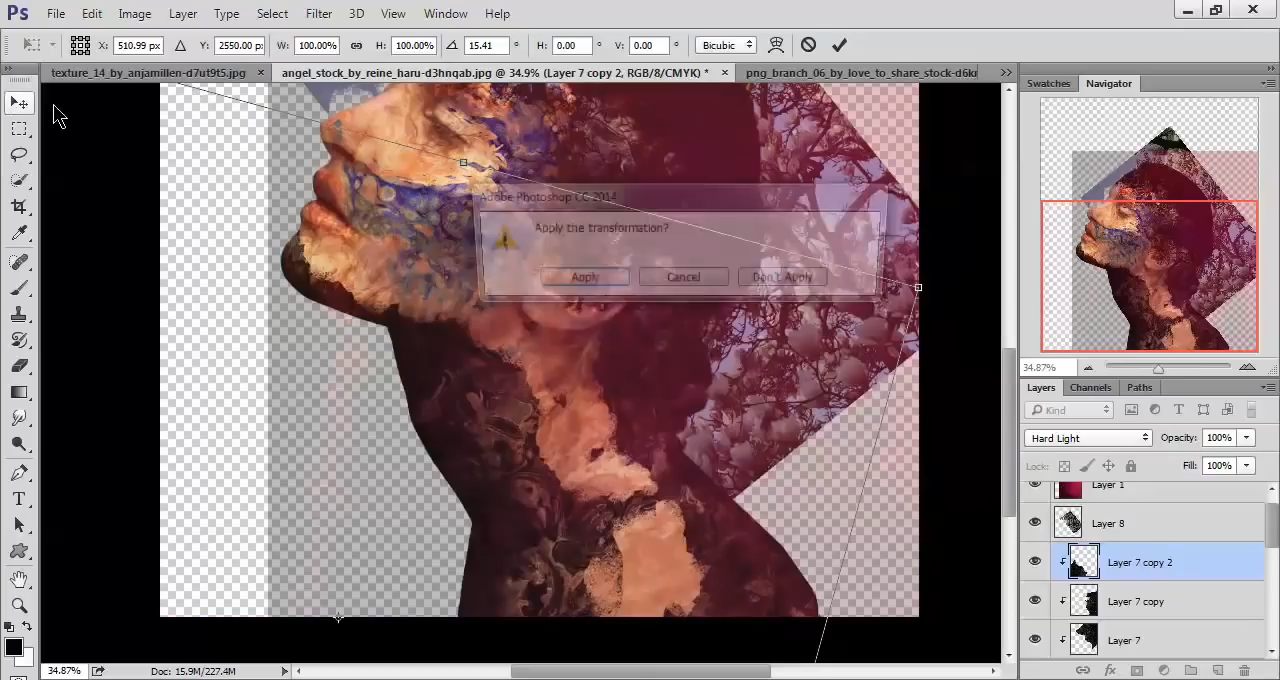 Ps File Edit Image Layer Type Select Filter 3D View Window Help
X: 510.99 px Y: 2550.00 px W: 100.00% H: 100.00% 15.41 ° H: 0.00 ° V: 0.00 ° Bicubic
texture_14_by_anjamillen-d7ut9t5.jpg × angel_stock_by_reine_haru-d3hnqab.jpg @ 34.9% (Layer 7 copy 2, RGB/8/CMYK) * × png_branch_06_by_love_to_share_stock-d6ku
Swatches Navigator
Adobe Photoshop CC 2014
Apply the transformation?
Apply Cancel Don't Apply
34.87%
Layers Channels Paths
Kind
Hard Light Opacity: 100%
Lock: Fill: 100%
Layer 1
Layer 8
Layer 7 copy 2
Layer 7 copy
Layer 7
34.87% Doc: 15.9M/227.4M